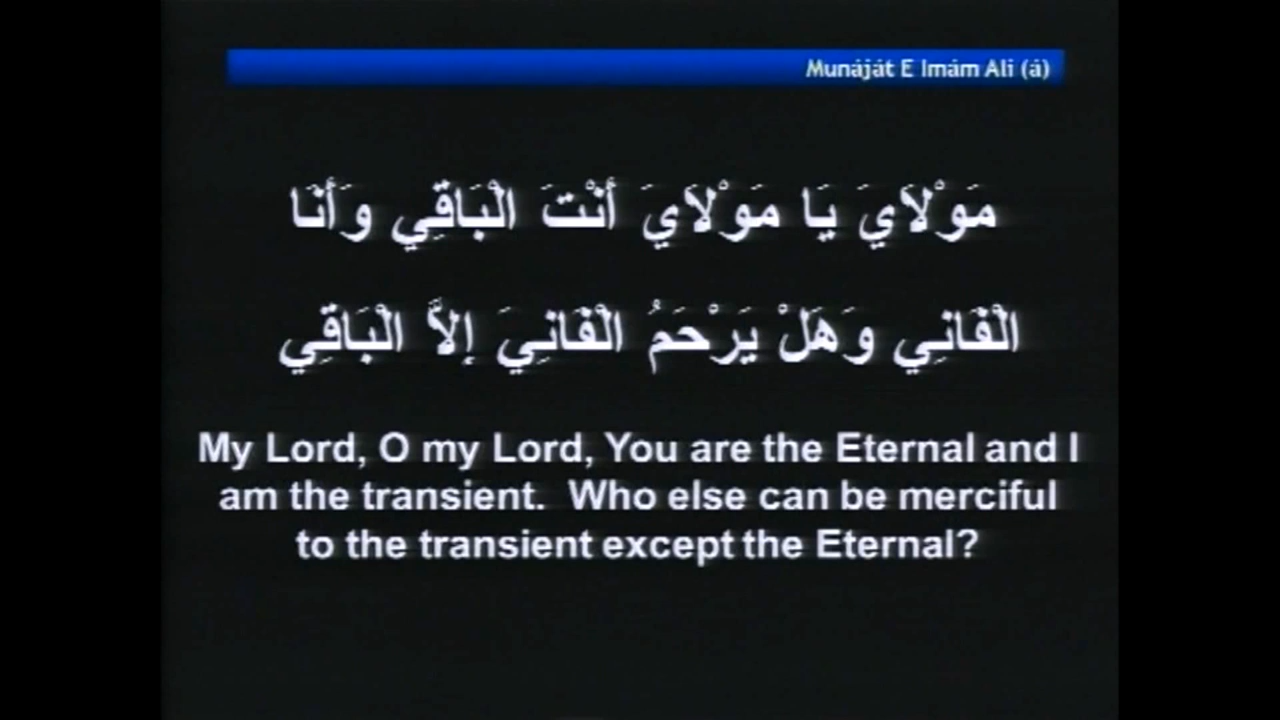 Munáját E Imám Ali (á)
مَوْلاَيَ يَا مَوْلاَيَ أَنْتَ الْبَاقِي وَأَنَا
الْفَانِي وَهَلْ يَرْحَمُ الْفَانِيَ إِلاَّ الْبَاقِي
My Lord, O my Lord, You are the Eternal and I
am the transient. Who else can be merciful
to the transient except the Eternal?